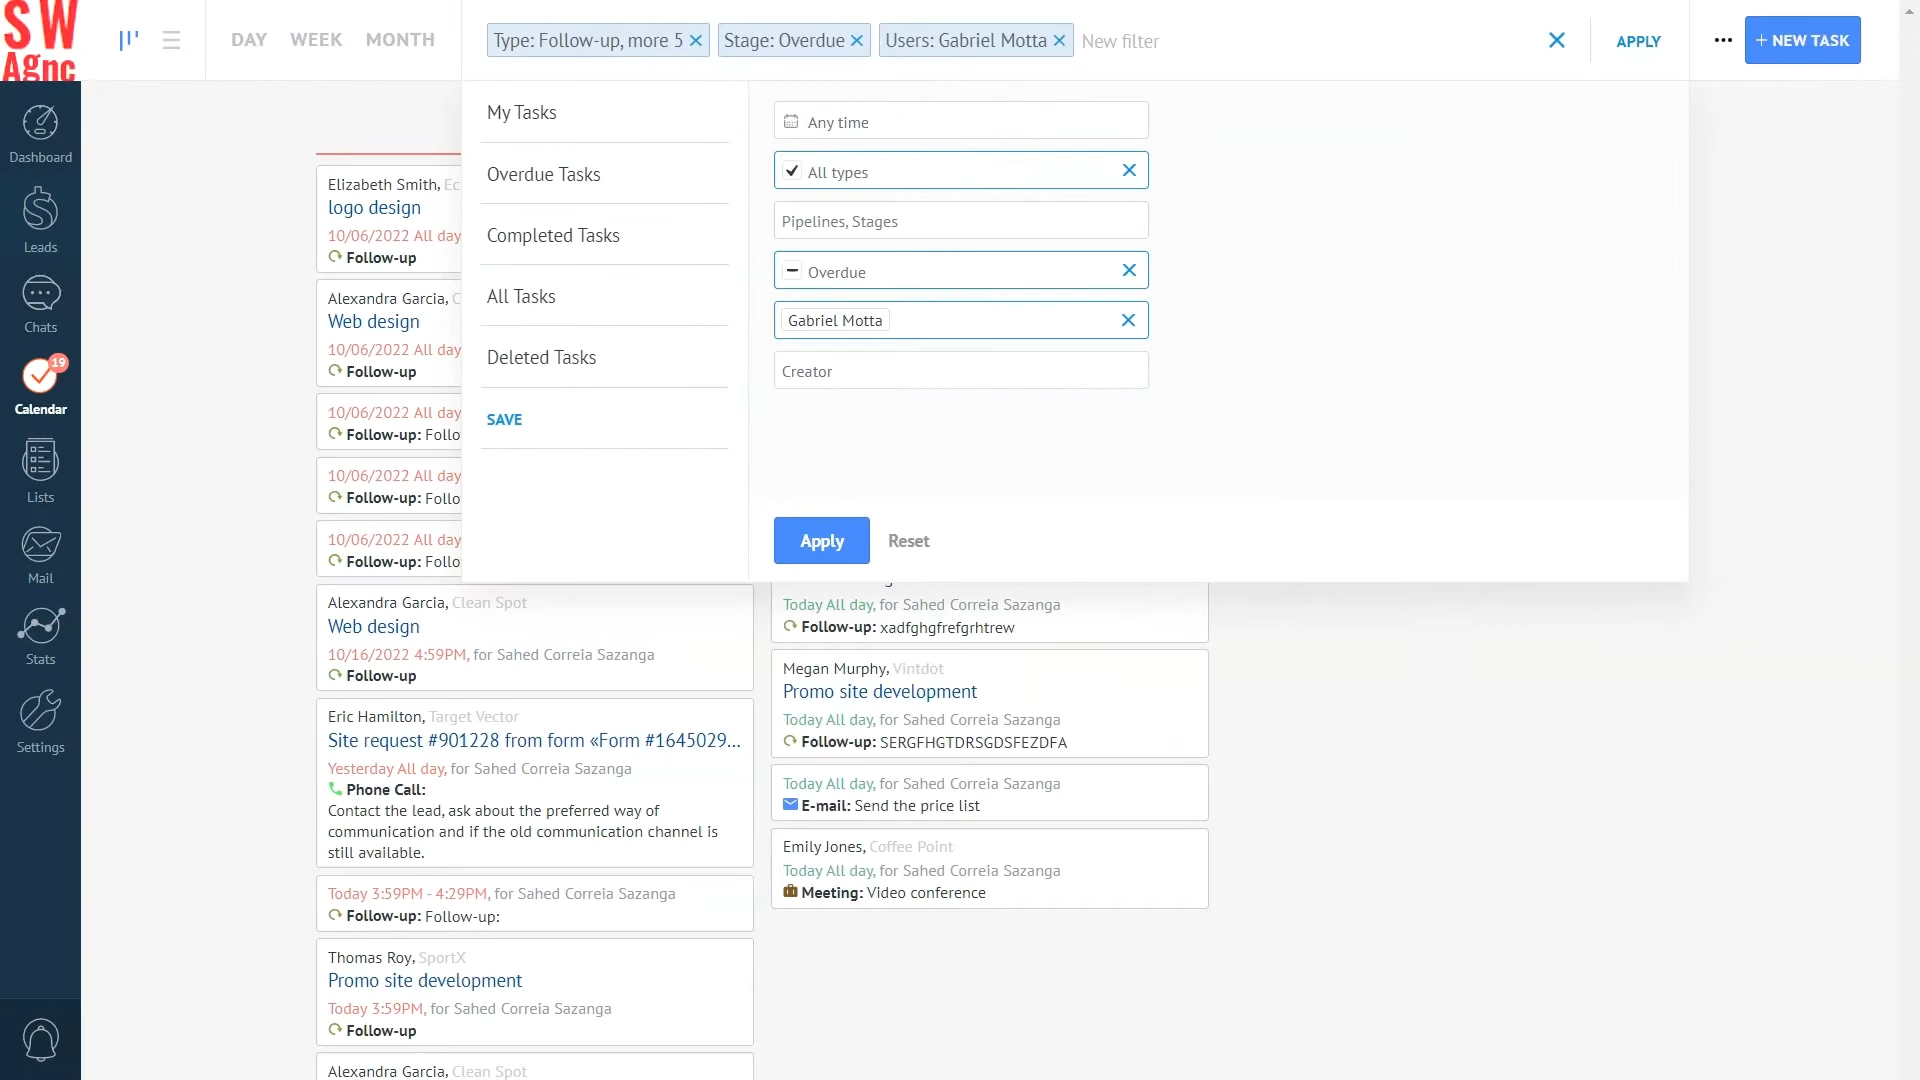 SW
Agnc
DAY WEEK MONTH
Type: Follow-up, more 5
Stage: Overdue
Users: Gabriel Motta
New filter
APPLY
+ NEW TASK
Dashboard
Leads
Chats
19
Calendar
Lists
Mail
Stats
Settings
My Tasks
Overdue Tasks
Completed Tasks
All Tasks
Deleted Tasks
SAVE
Any time
All types
Pipelines, Stages
Overdue
Gabriel Motta
Creator
Apply
Reset
Elizabeth Smith, Ec
logo design
10/06/2022 All day
Follow-up
Alexandra Garcia, C
Web design
10/06/2022 All day
Follow-up
10/06/2022 All day
Follow-up: Follo
10/06/2022 All day
Follow-up: Follo
10/06/2022 All day
Follow-up: Follo
Alexandra Garcia, Clean Spot
Web design
10/16/2022 4:59PM, for Sahed Correia Sazanga
Follow-up
Eric Hamilton, Target Vector
Site request #901228 from form «Form #1645029...
Yesterday All day, for Sahed Correia Sazanga
Phone Call:
Contact the lead, ask about the preferred way of
communication and if the old communication channel is
still available.
Today 3:59PM - 4:29PM, for Sahed Correia Sazanga
Follow-up: Follow-up:
Thomas Roy, SportX
Promo site development
Today 3:59PM, for Sahed Correia Sazanga
Follow-up
Alexandra Garcia, Clean Spot
Today All day, for Sahed Correia Sazanga
Follow-up: xadfghgfrefgrhtrew
Megan Murphy, Vintdot
Promo site development
Today All day, for Sahed Correia Sazanga
Follow-up: SERGFHGTDRSGDSFEZDFA
Today All day, for Sahed Correia Sazanga
E-mail: Send the price list
Emily Jones, Coffee Point
Today All day, for Sahed Correia Sazanga
Meeting: Video conference